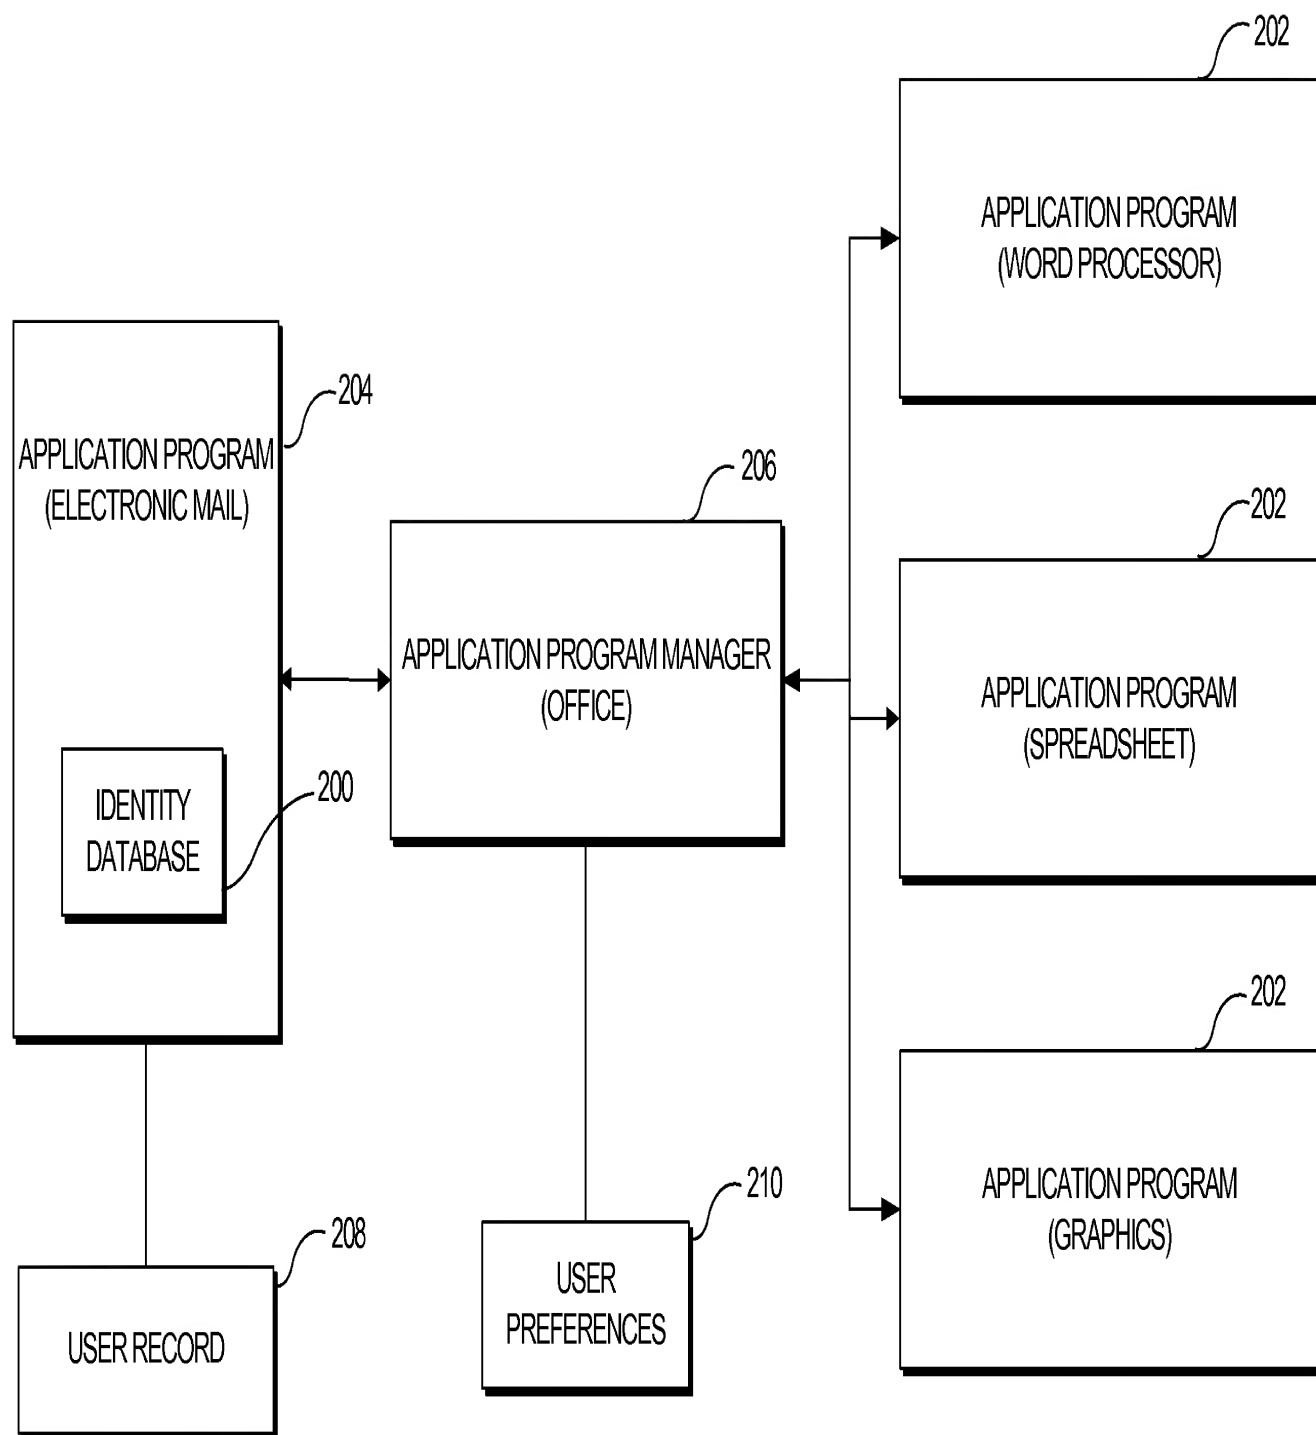 202
APPLICATION PROGRAM
(WORD PROCESSOR)
204
APPLICATION PROGRAM
(ELECTRONIC MAIL)
206
APPLICATION PROGRAM MANAGER
(OFFICE)
202
APPLICATION PROGRAM
(SPREADSHEET)
200
IDENTITY
DATABASE
202
APPLICATION PROGRAM
(GRAPHICS)
210
USER
PREFERENCES
208
USER RECORD